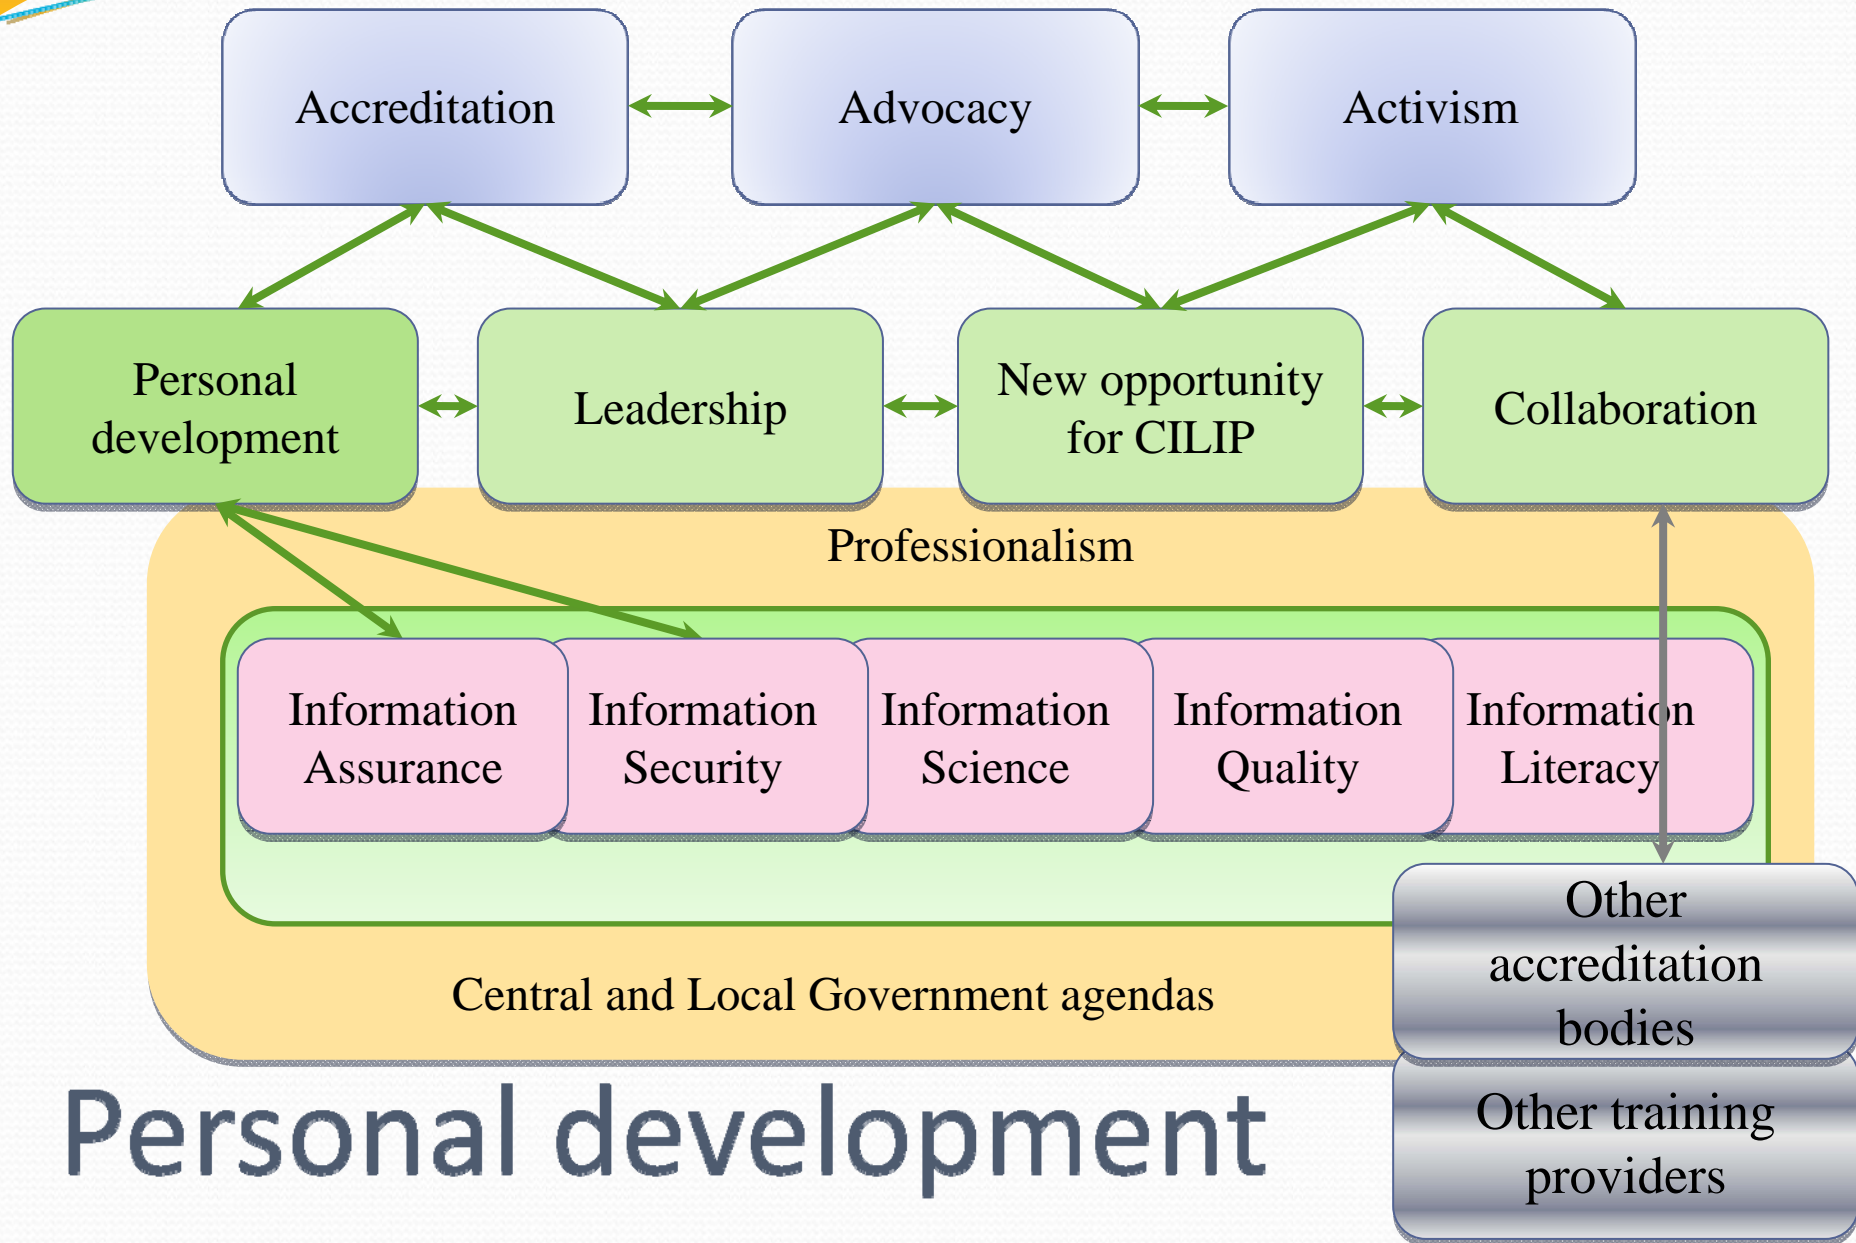 Accreditation
Advocacy
Activism
Personal
development
Leadership
New opportunity
for CILIP
Collaboration
Professionalism
Information
Assurance
Information
Security
Information
Science
Information
Quality
Information
Literacy
Other
accreditation
bodies
Central and Local Government agendas
Other training
providers
Personal development